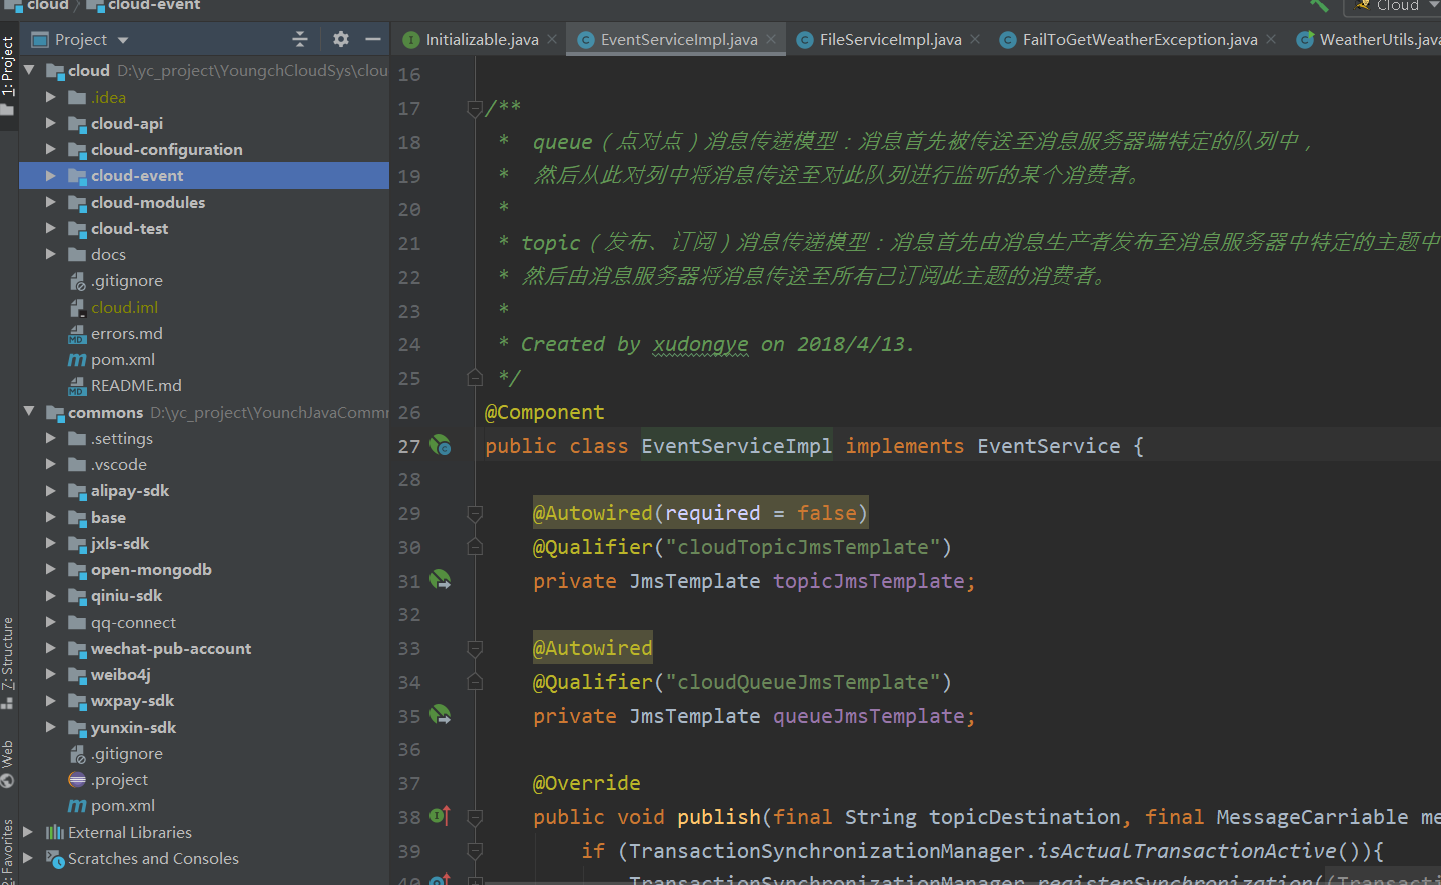 cloud
cloud-event
Cloud
Project
Initializable.java
EventServiceImpl.java
FileServiceImpl.java
FailToGetWeatherException.java
WeatherUtils.java
1: Project
Z: Structure
Web
2: Favorites
cloud D:\yc_project\YoungchCloudSys\clou
.idea
cloud-api
cloud-configuration
cloud-event
cloud-modules
cloud-test
docs
.gitignore
cloud.iml
errors.md
pom.xml
README.md
commons D:\yc_project\YounchJavaComm
.settings
.vscode
alipay-sdk
base
jxls-sdk
open-mongodb
qiniu-sdk
qq-connect
wechat-pub-account
weibo4j
wxpay-sdk
yunxin-sdk
.gitignore
.project
pom.xml
External Libraries
Scratches and Consoles
16
17 /**
18 * queue（点对点）消息传递模型：消息首先被传送至消息服务器端特定的队列中，
19 * 然后从此对列中将消息传送至对此队列进行监听的某个消费者。
20 *
21 * topic（发布、订阅）消息传递模型：消息首先由消息生产者发布至消息服务器中特定的主题中
22 * 然后由消息服务器将消息传送至所有已订阅此主题的消费者。
23 *
24 * Created by xudongye on 2018/4/13.
25 */
26 @Component
27 public class EventServiceImpl implements EventService {
28
29 @Autowired(required = false)
30 @Qualifier("cloudTopicJmsTemplate")
31 private JmsTemplate topicJmsTemplate;
32
33 @Autowired
34 @Qualifier("cloudQueueJmsTemplate")
35 private JmsTemplate queueJmsTemplate;
36
37 @Override
38 public void publish(final String topicDestination, final MessageCarriable me
39 if (TransactionSynchronizationManager.isActualTransactionActive()){
40 TransactionSynchronizationManager.registerSynchronization((Transacti